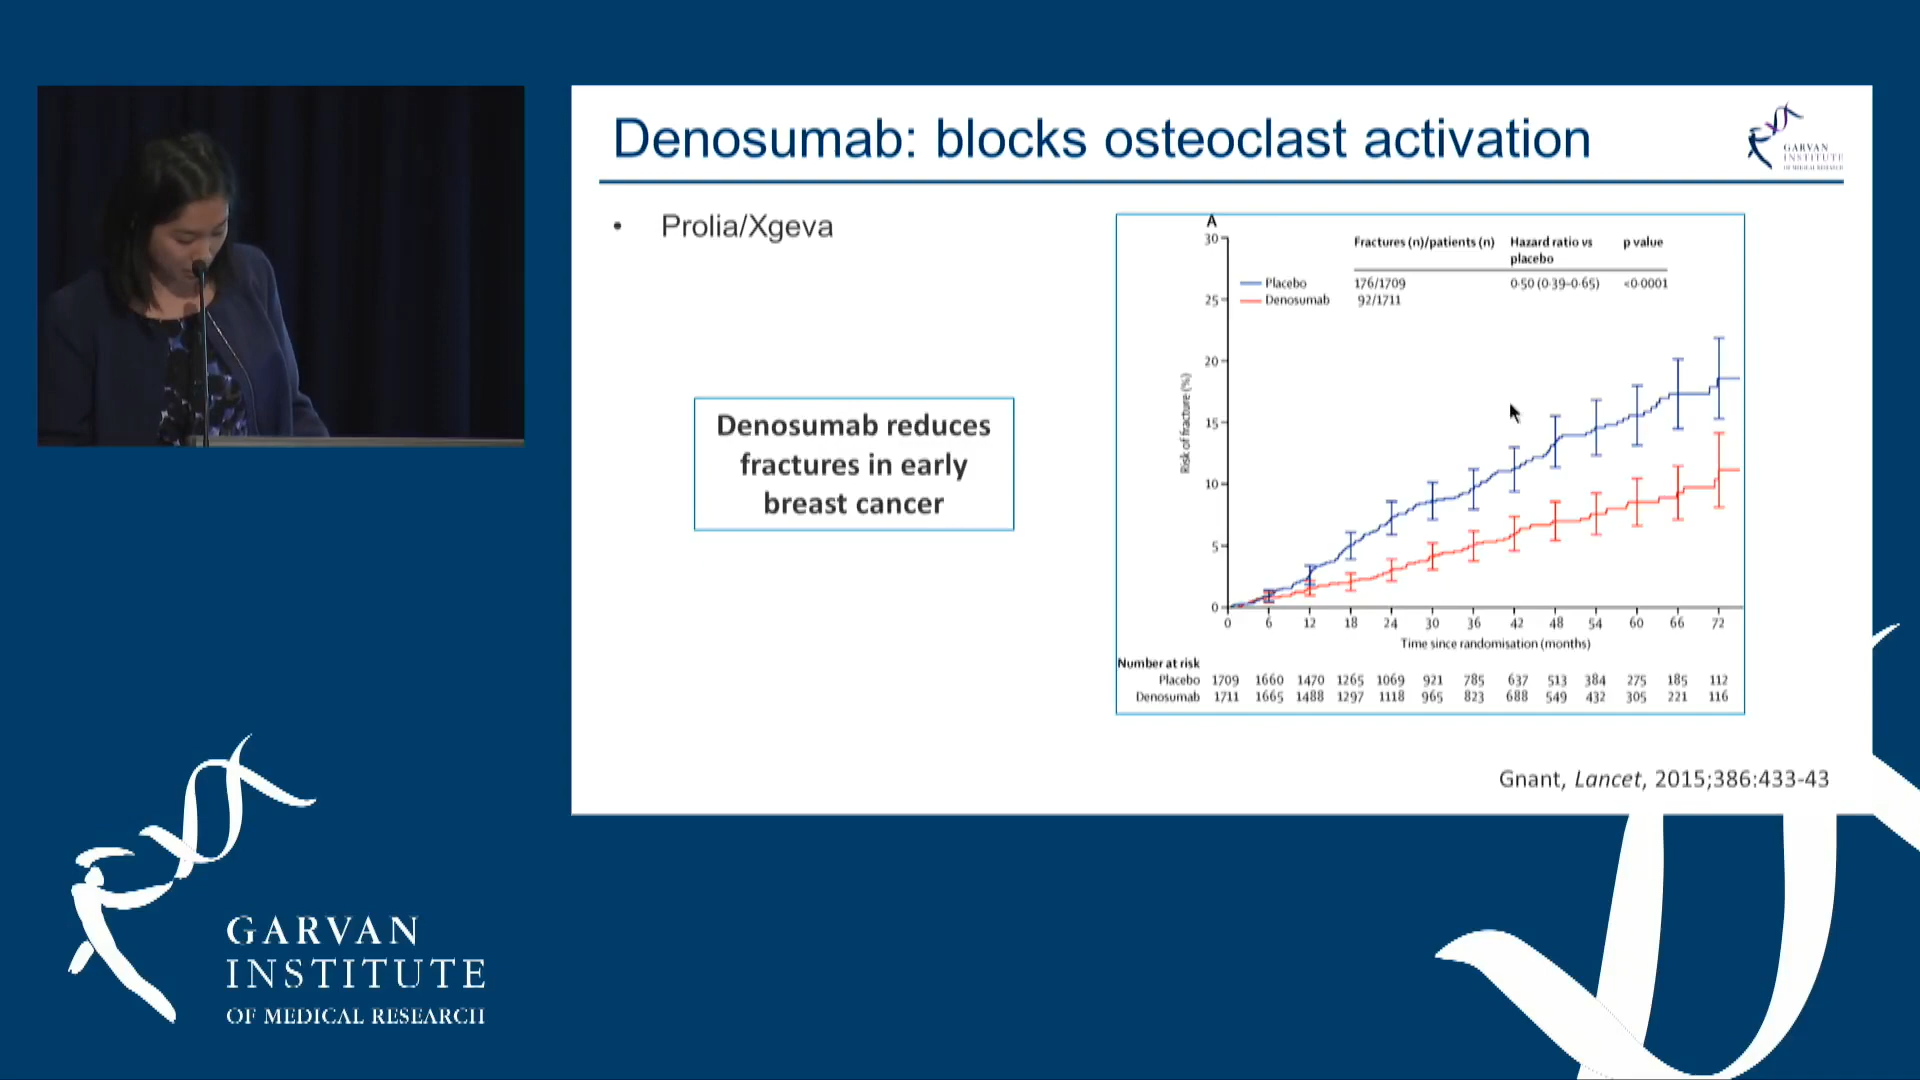 Denosumab: blocks osteoclast activation
GARVAN
INSTITUTE
OF MEDICAL RESEARCH
• Prolia/Xgeva
Denosumab reduces
fractures in early
breast cancer
A
Fractures (n)/patients (n) Hazard ratio vs placebo p value
Placebo 176/1709 0·50 (0·39–0·65) <0·0001
Denosumab 92/1711
30
25
20
15
10
5
0
Risk of fracture (%)
0 6 12 18 24 30 36 42 48 54 60 66 72
Time since randomisation (months)
Number at risk
Placebo 1709 1660 1470 1265 1069 921 785 637 513 384 275 185 112
Denosumab 1711 1665 1488 1297 1118 965 823 688 549 432 305 221 116
Gnant, Lancet, 2015;386:433-43
GARVAN
INSTITUTE
OF MEDICAL RESEARCH